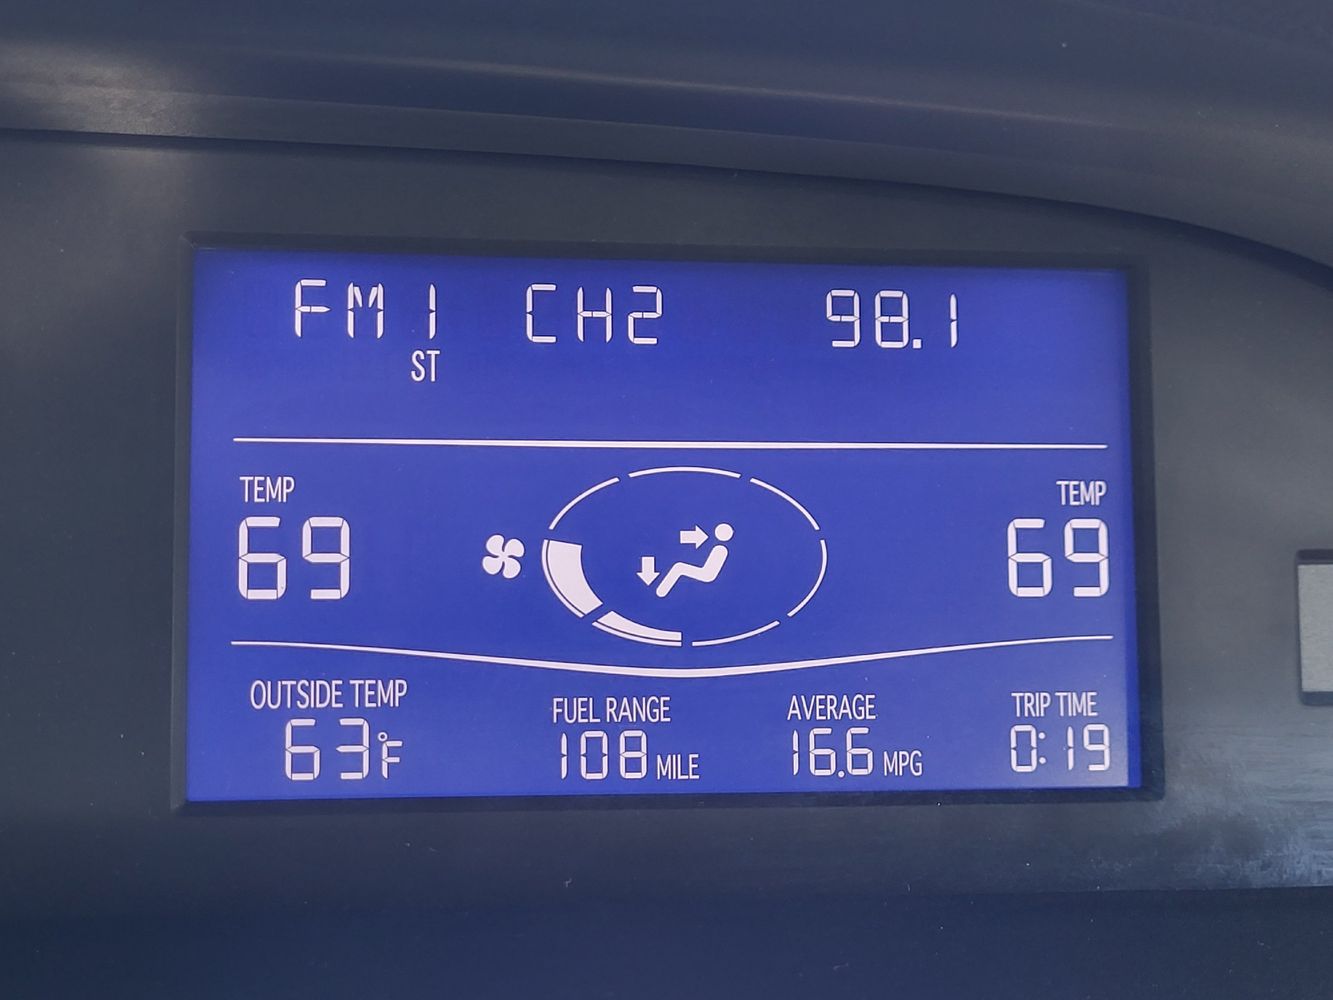 FM1 CH2 98.1
ST
TEMP TEMP
69 69
OUTSIDE TEMP FUEL RANGE AVERAGE TRIP TIME
63°F 108 MILE 16.6 MPG 0:19